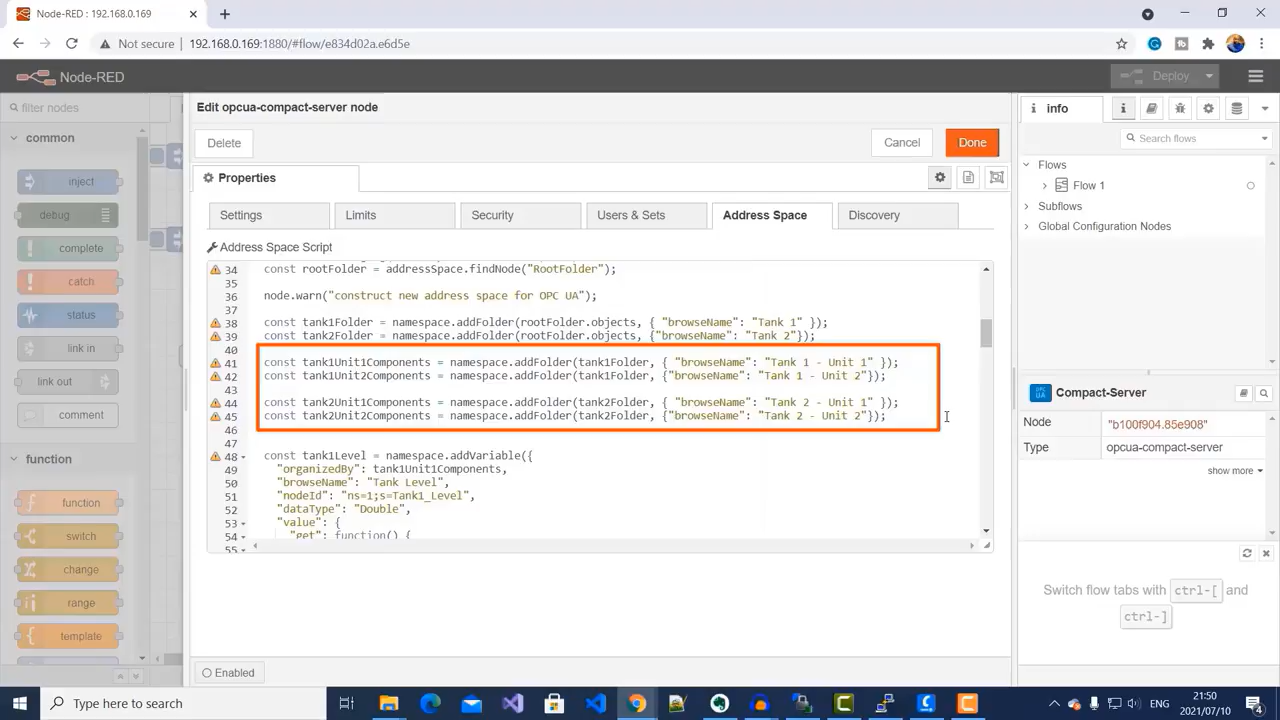 Node-RED : 192.168.0.169
Not secure
192.168.0.169:1880/#flow/e834d02a.e6d5e
Node-RED
Deploy
filter nodes
common
inject
debug
complete
catch
status
link in
link out
comment
function
function
switch
change
range
template
Edit opcua-compact-server node
Delete
Cancel
Done
Properties
Settings
Limits
Security
Users & Sets
Address Space
Discovery
Address Space Script
34 const rootFolder = addressSpace.findNode("RootFolder");
35
36 node.warn("construct new address space for OPC UA");
37
38 const tank1Folder = namespace.addFolder(rootFolder.objects, { "browseName": "Tank 1" });
39 const tank2Folder = namespace.addFolder(rootFolder.objects, {"browseName": "Tank 2"});
40
41 const tank1Unit1Components = namespace.addFolder(tank1Folder, { "browseName": "Tank 1 - Unit 1" });
42 const tank1Unit2Components = namespace.addFolder(tank1Folder, {"browseName": "Tank 1 - Unit 2"});
43
44 const tank2Unit1Components = namespace.addFolder(tank2Folder, { "browseName": "Tank 2 - Unit 1" });
45 const tank2Unit2Components = namespace.addFolder(tank2Folder, {"browseName": "Tank 2 - Unit 2"});
46
47
48 const tank1Level = namespace.addVariable({
49 "organizedBy": tank1Unit1Components,
50 "browseName": "Tank Level",
51 "nodeId": "ns=1;s=Tank1_Level",
52 "dataType": "Double",
53 "value": {
54 "get": function() {
55
Enabled
info
Search flows
Flows
Flow 1
Subflows
Global Configuration Nodes
OPC UA
Compact-Server
Node "b100f904.85e908"
Type opcua-compact-server
show more
Switch flow tabs with ctrl-[ and
ctrl-]
Type here to search
ENG
21:50
2021/07/10